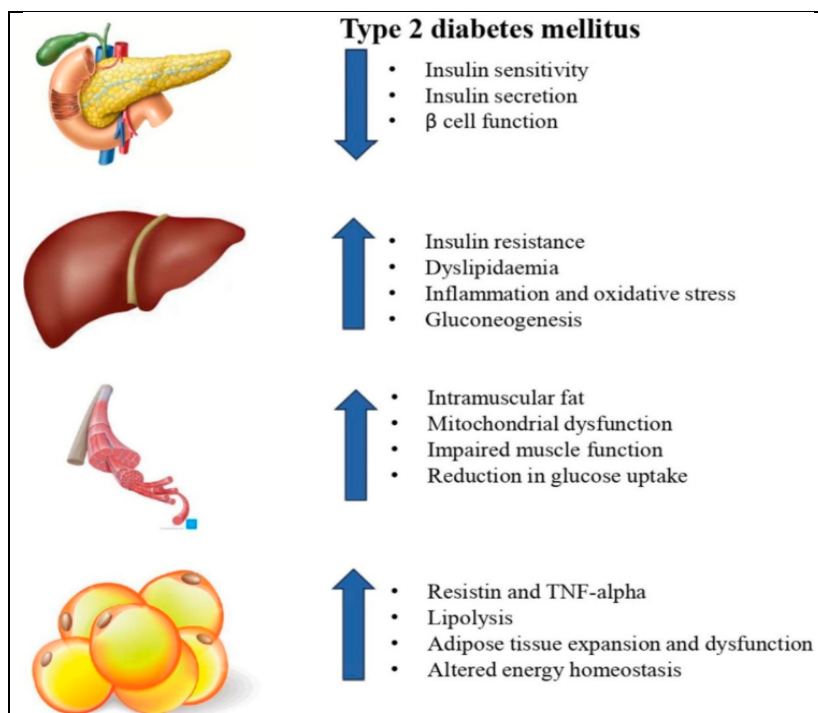 Type 2 diabetes mellitus
• Insulin sensitivity
• Insulin secretion
• β cell function
• Insulin resistance
• Dyslipidaemia
• Inflammation and oxidative stress
• Gluconeogenesis
• Intramuscular fat
• Mitochondrial dysfunction
• Impaired muscle function
• Reduction in glucose uptake
• Resistin and TNF-alpha
• Lipolysis
• Adipose tissue expansion and dysfunction
• Altered energy homeostasis